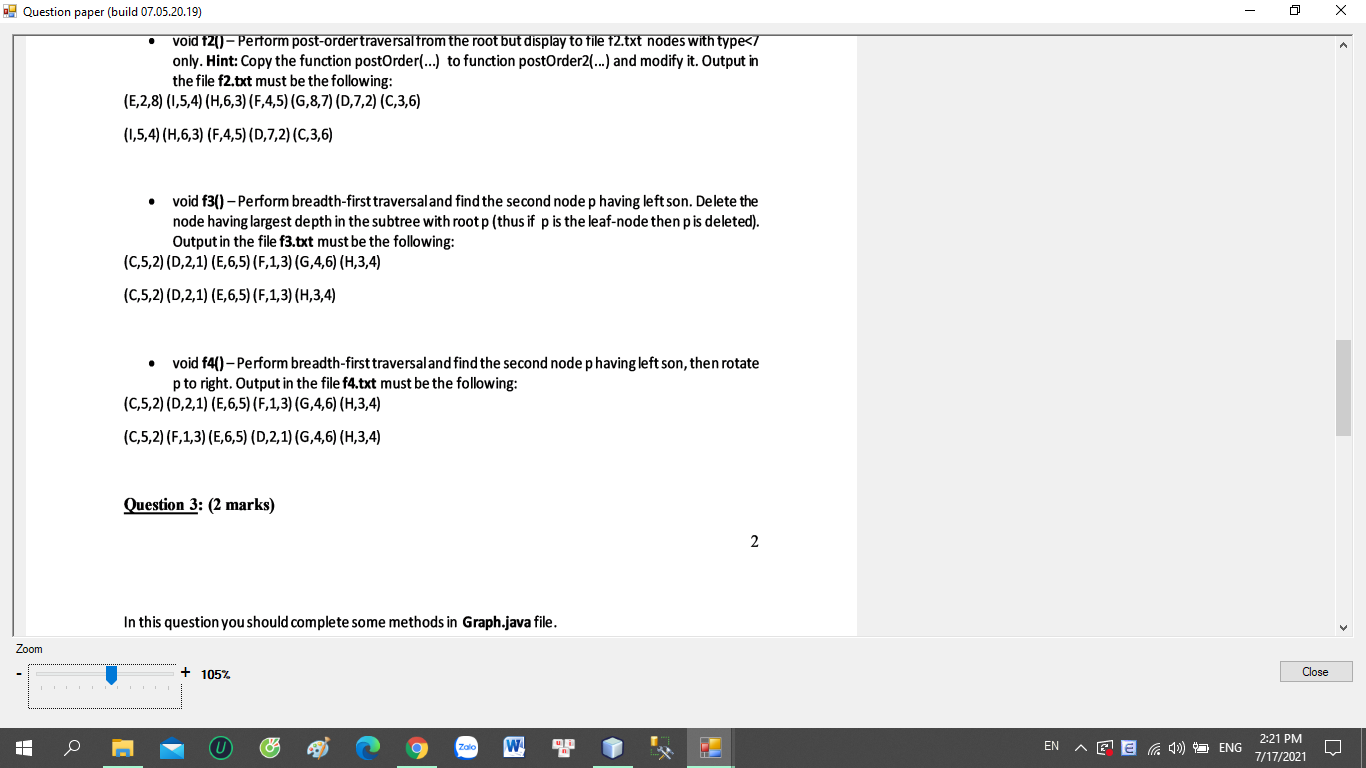 Question paper (build 07.05.20.19)
• void f2() – Perform post-order traversal from the root but display to file f2.txt nodes with type<7
only. Hint: Copy the function postOrder(...) to function postOrder2(...) and modify it. Output in
the file f2.txt must be the following:
(E,2,8) (I,5,4) (H,6,3) (F,4,5) (G,8,7) (D,7,2) (C,3,6)
(I,5,4) (H,6,3) (F,4,5) (D,7,2) (C,3,6)
• void f3() – Perform breadth-first traversal and find the second node p having left son. Delete the
node having largest depth in the subtree with root p (thus if p is the leaf-node then p is deleted).
Output in the file f3.txt must be the following:
(C,5,2) (D,2,1) (E,6,5) (F,1,3) (G,4,6) (H,3,4)
(C,5,2) (D,2,1) (E,6,5) (F,1,3) (H,3,4)
• void f4() – Perform breadth-first traversal and find the second node p having left son, then rotate
p to right. Output in the file f4.txt must be the following:
(C,5,2) (D,2,1) (E,6,5) (F,1,3) (G,4,6) (H,3,4)
(C,5,2) (F,1,3) (E,6,5) (D,2,1) (G,4,6) (H,3,4)
Question 3: (2 marks)
2
In this question you should complete some methods in Graph.java file.
Zoom
- + 105%
Close
Zalo
EN
ENG
2:21 PM
7/17/2021